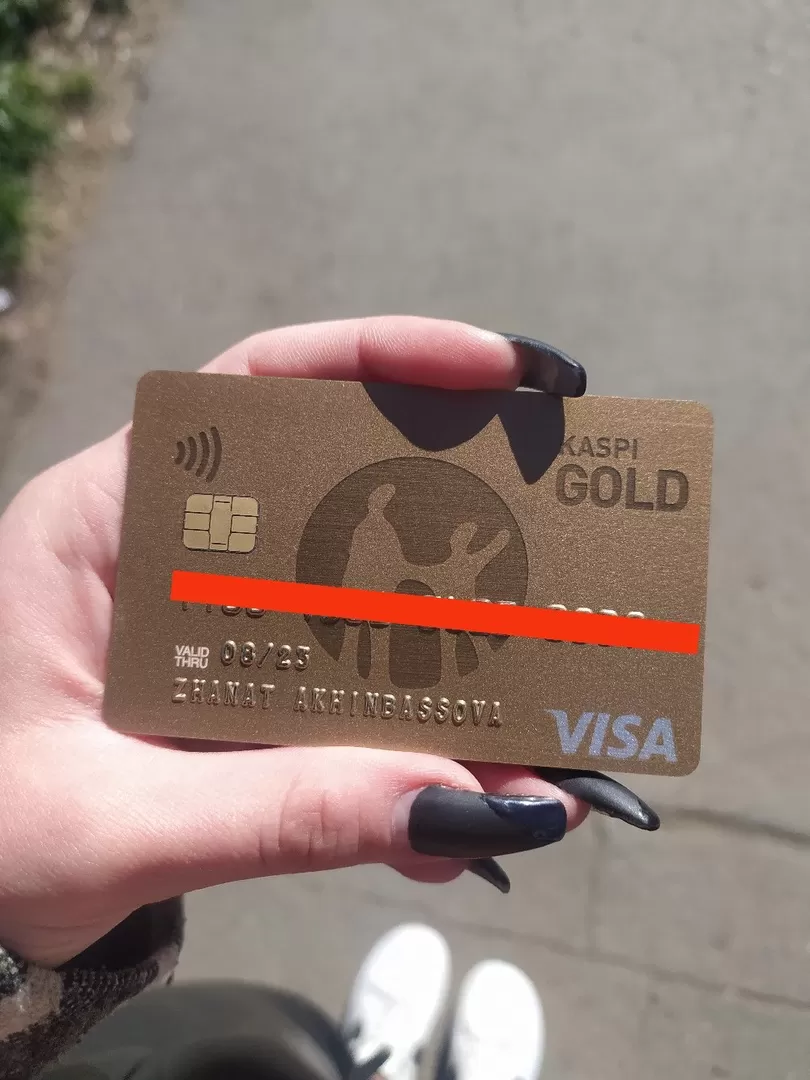 KASPI
GOLD
VALID
THRU 08/23
ZHANAT AKHINBASSOVA
VISA